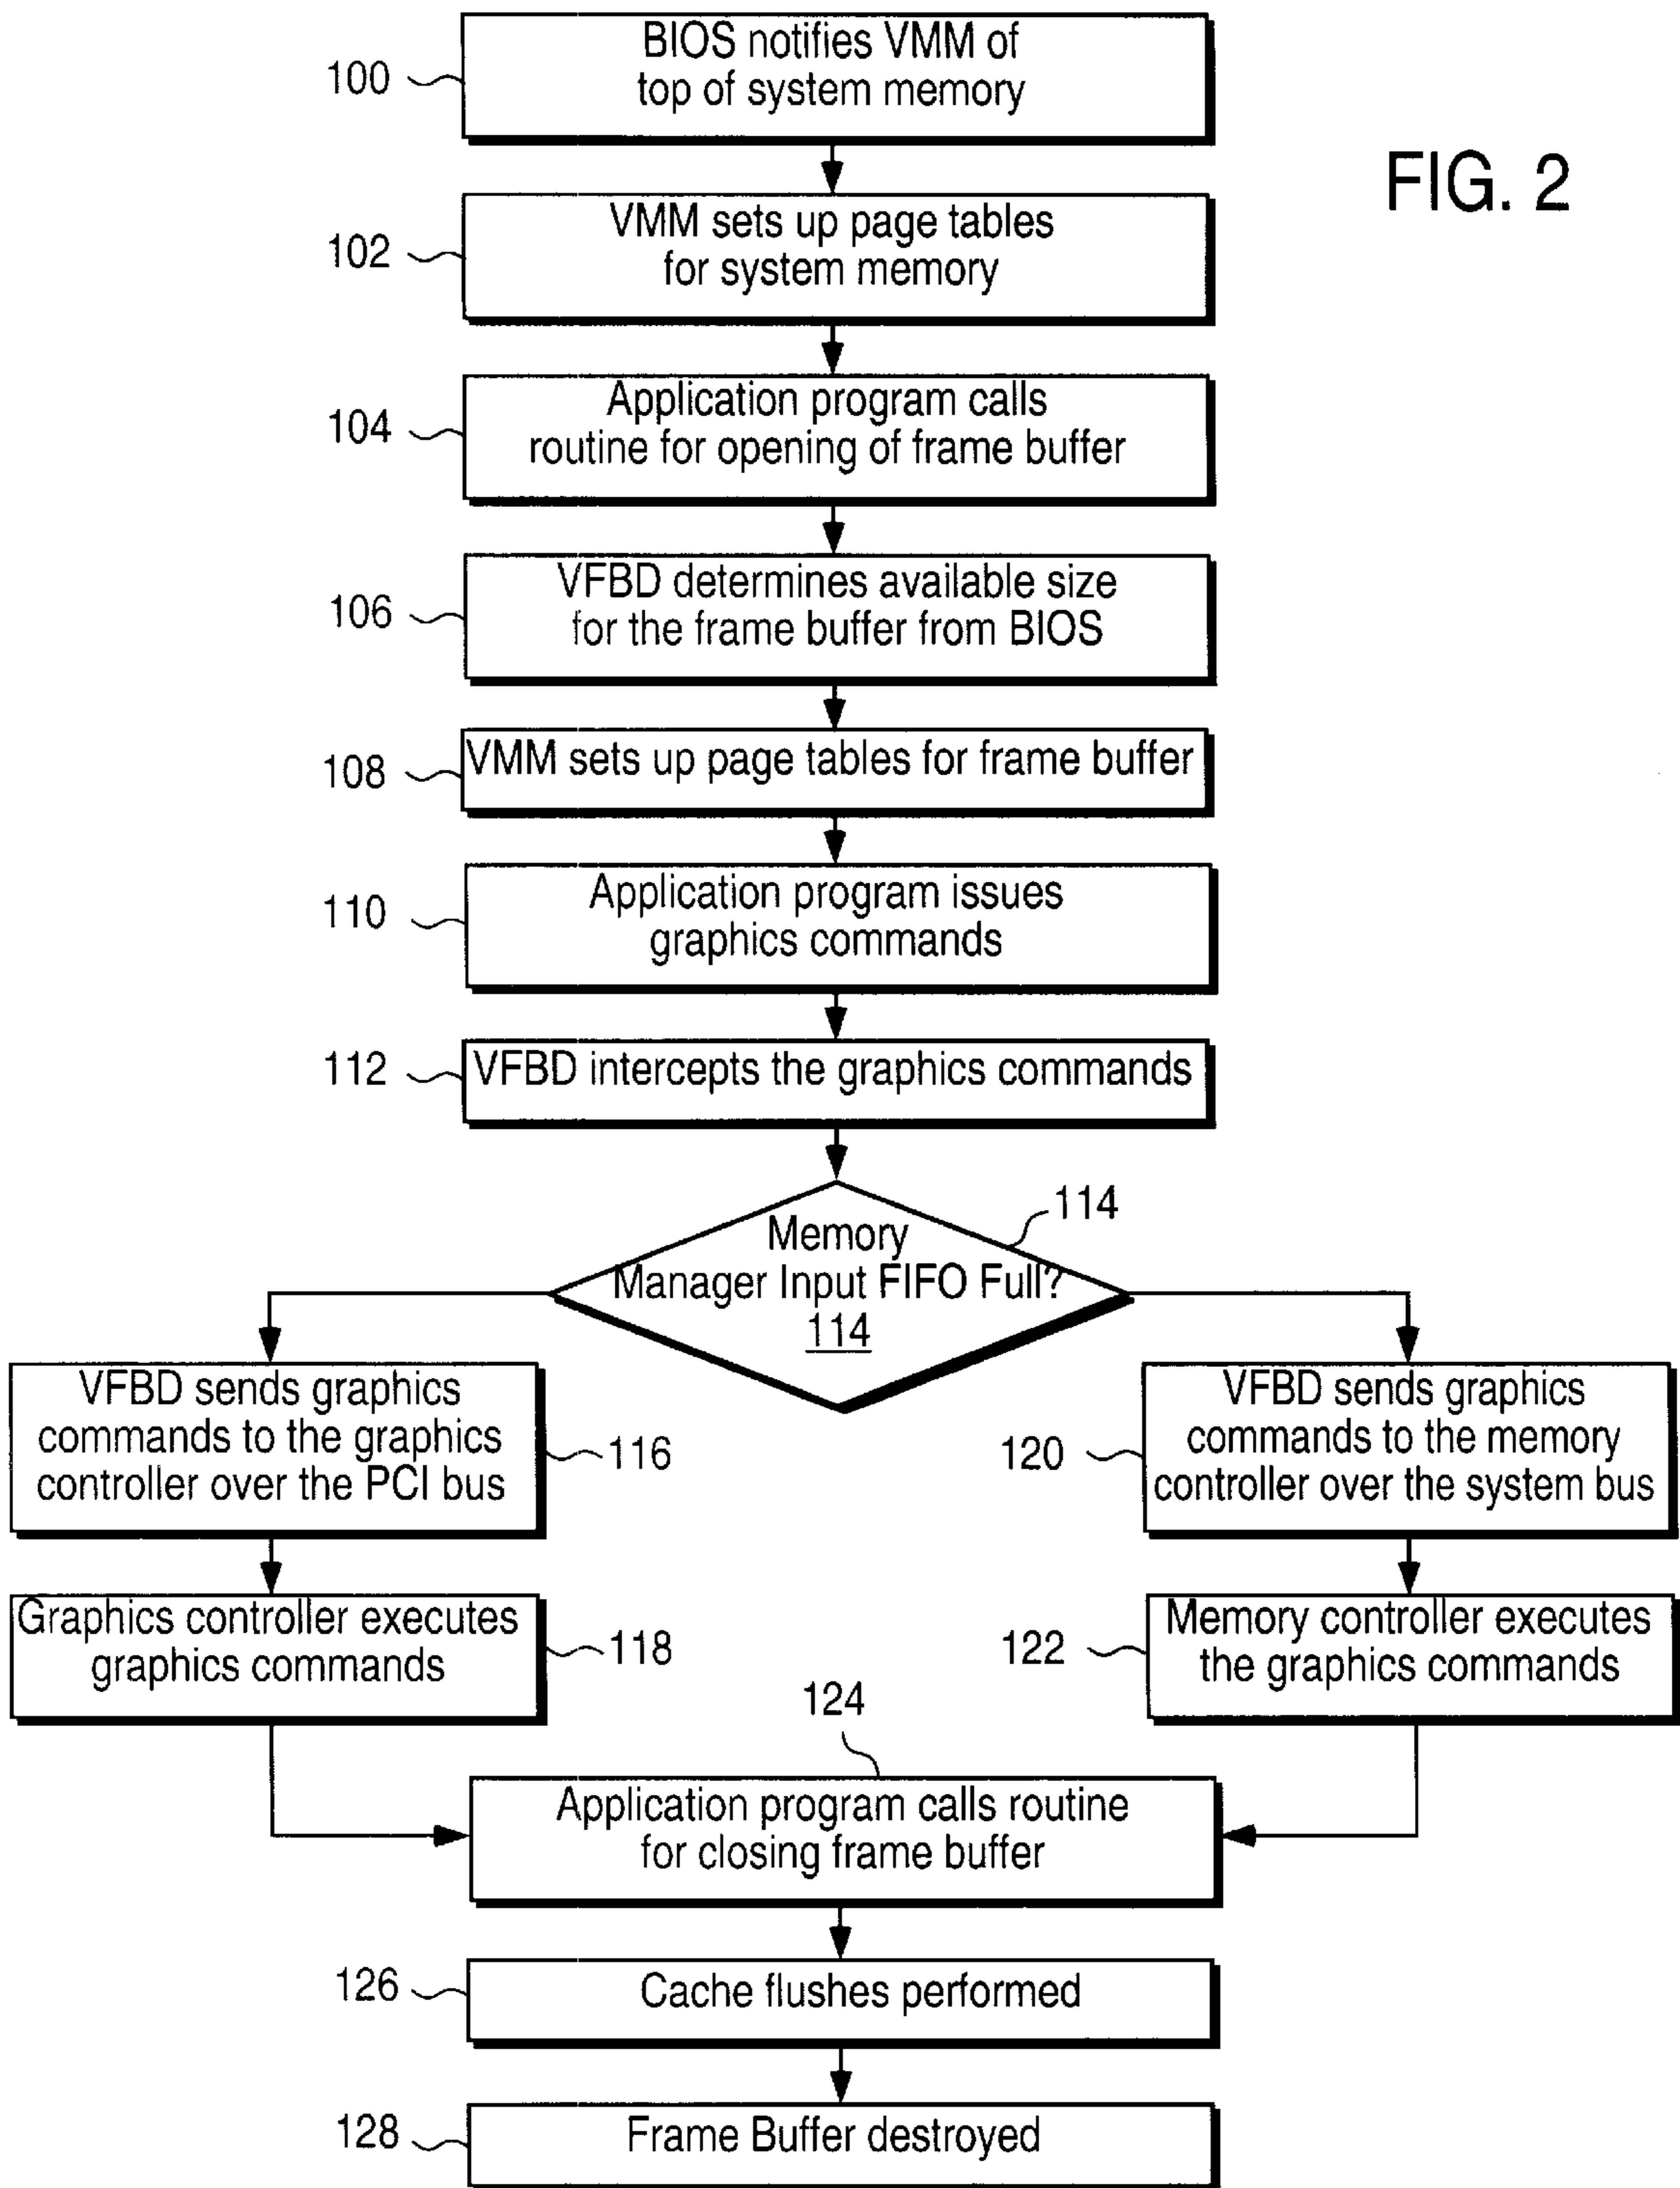 FIG. 2
100
BIOS notifies VMM of
top of system memory
102
VMM sets up page tables
for system memory
104
Application program calls
routine for opening of frame buffer
106
VFBD determines available size
for the frame buffer from BIOS
108
VMM sets up page tables for frame buffer
110
Application program issues
graphics commands
112
VFBD intercepts the graphics commands
114
Memory
Manager Input FIFO Full?
114
VFBD sends graphics
commands to the graphics
controller over the PCI bus
116
120
VFBD sends graphics
commands to the memory
controller over the system bus
Graphics controller executes
graphics commands
118
122
Memory controller executes
the graphics commands
124
Application program calls routine
for closing frame buffer
126
Cache flushes performed
128
Frame Buffer destroyed